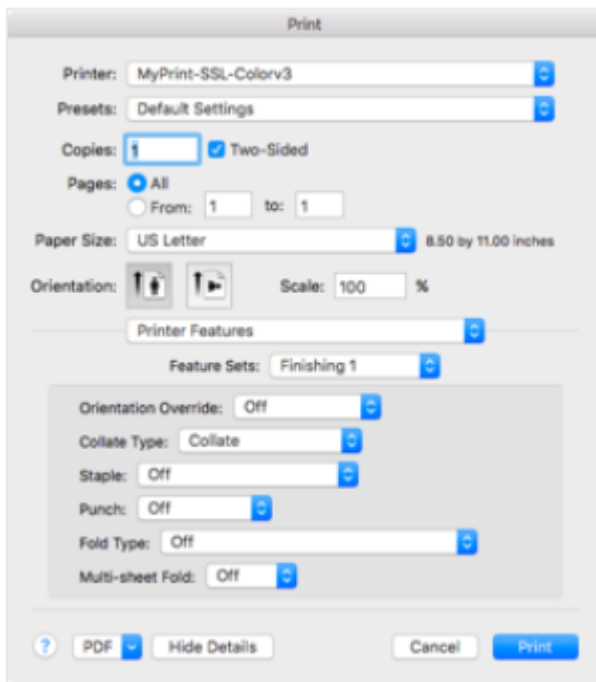 Print
Printer: MyPrint-SSL-Colorv3
Presets: Default Settings
Copies: 1 Two-Sided
Pages: All
From: 1 to: 1
Paper Size: US Letter 8.50 by 11.00 inches
Orientation: Scale: 100 %
Printer Features
Feature Sets: Finishing 1
Orientation Override: Off
Collate Type: Collate
Staple: Off
Punch: Off
Fold Type: Off
Multi-sheet Fold: Off
? PDF Hide Details Cancel Print